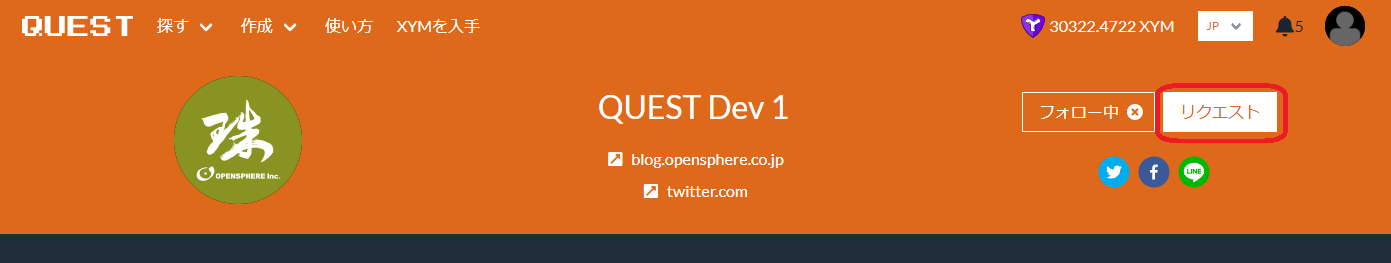 QUEST 探す 作成 使い方 XYMを入手 30322.4722 XYM JP 5
珠
OPENSPHERE Inc.
QUEST Dev 1
blog.opensphere.co.jp
twitter.com
フォロー中 リクエスト
LINE